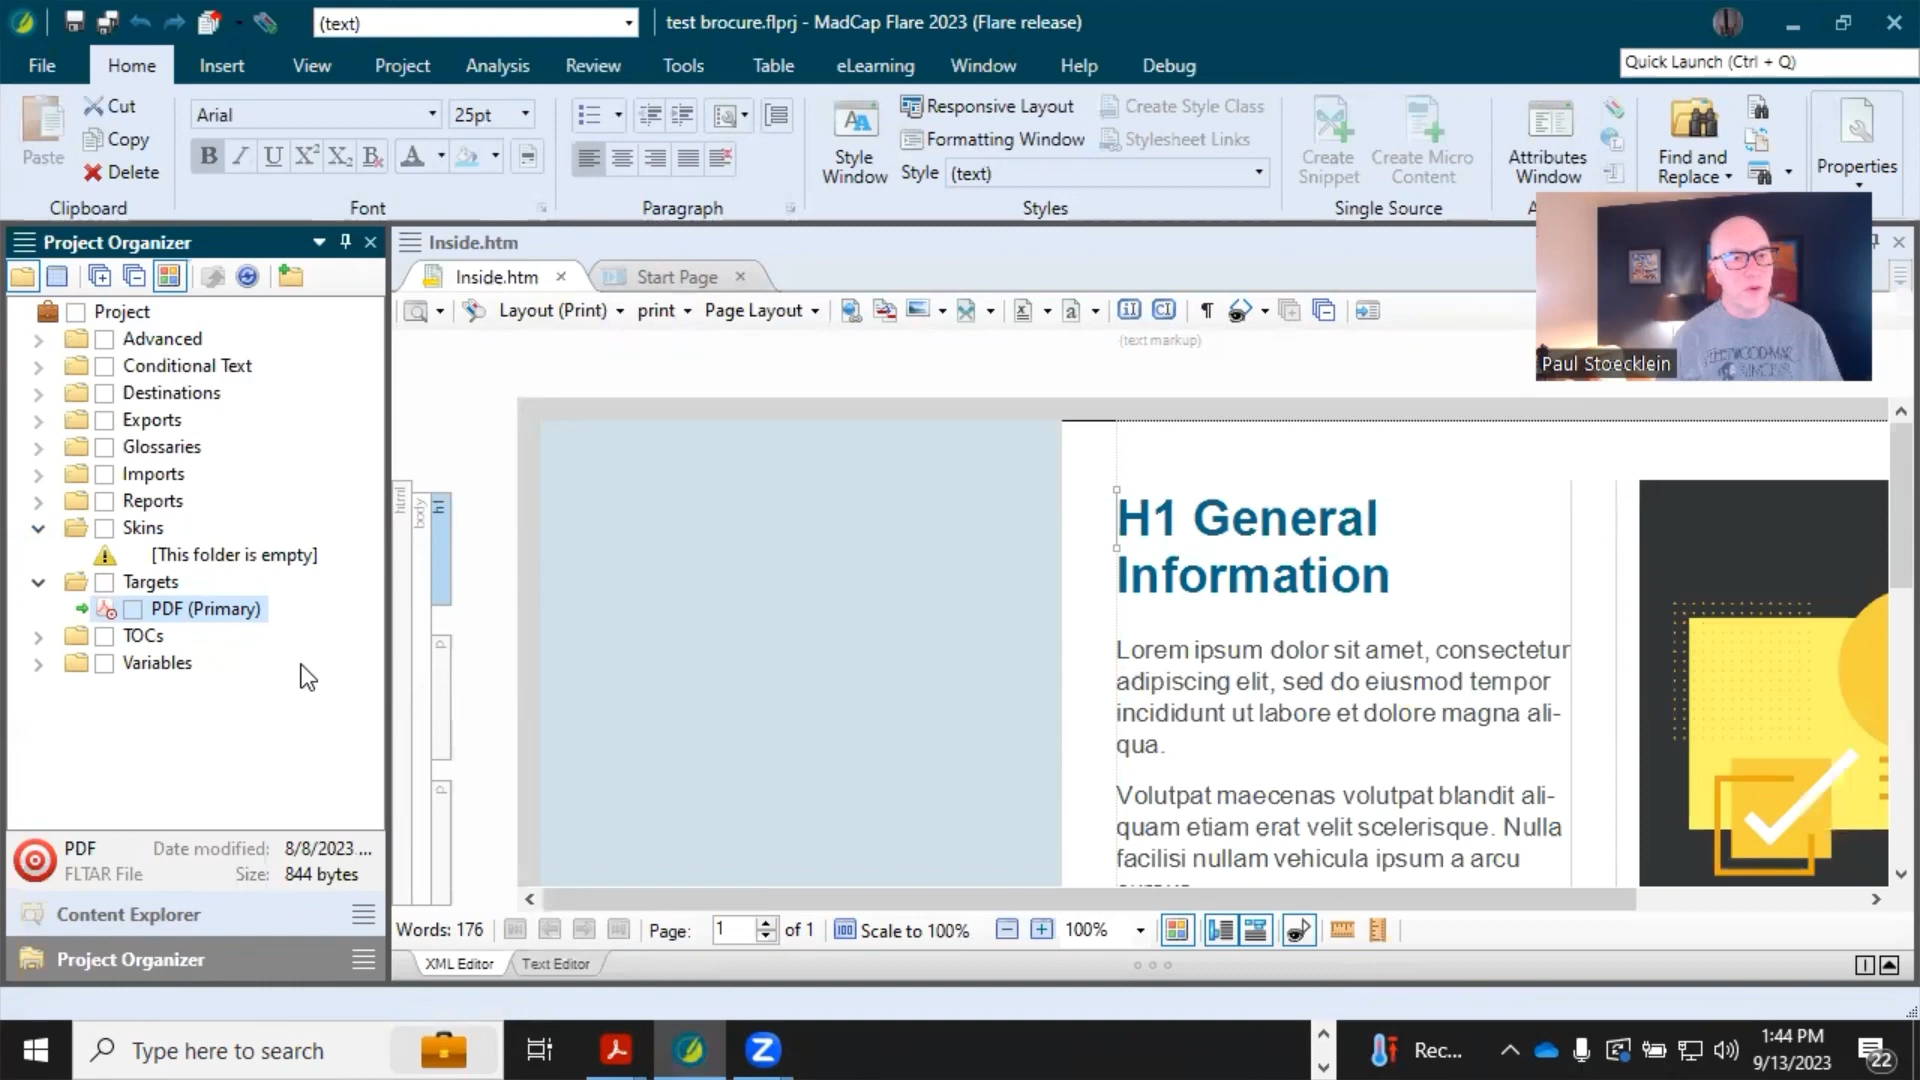 (text)
test brocure.flprj - MadCap Flare 2023 (Flare release)
File Home Insert View Project Analysis Review Tools Table eLearning Window Help Debug
Quick Launch (Ctrl + Q)
Paste
Cut
Copy
Delete
Clipboard
Arial 25pt
B I U X² X₂ B
A
Font
Paragraph
Style Window
Responsive Layout
Formatting Window
Create Style Class
Stylesheet Links
Style (text)
Styles
Create Snippet
Create Micro Content
Single Source
Attributes Window
Find and Replace
Properties
Project Organizer
Project
Advanced
Conditional Text
Destinations
Exports
Glossaries
Imports
Reports
Skins
[This folder is empty]
Targets
PDF (Primary)
TOCs
Variables
PDF Date modified: 8/8/2023 ...
FLTAR File Size: 844 bytes
Content Explorer
Project Organizer
Inside.htm
Inside.htm Start Page
Layout (Print) print Page Layout
(text markup)
Paul Stoecklein
FLEETWOOD MAC
html
body
h1
p
p
H1 General
Information
Lorem ipsum dolor sit amet, consectetur
adipiscing elit, sed do eiusmod tempor
incididunt ut labore et dolore magna ali-
qua.
Volutpat maecenas volutpat blandit ali-
quam etiam erat velit scelerisque. Nulla
facilisi nullam vehicula ipsum a arcu
Words: 176 Page: 1 of 1 Scale to 100% 100%
XML Editor Text Editor
Type here to search
Rec...
1:44 PM
9/13/2023
22